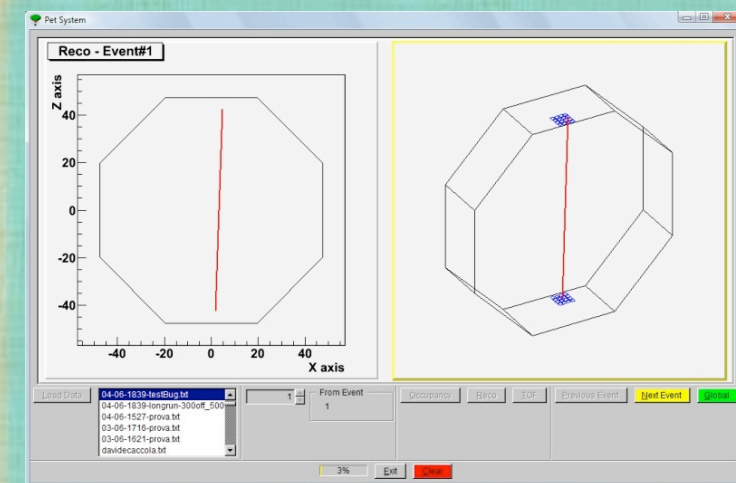 Pet System
Reco - Event#1
Z axis
40
20
0
-20
-40
-40 -20 0 20 40
X axis
Load Data
04-06-1839-testBug.txt
04-06-1839-longrun-300off_500
04-06-1527-prova.txt
03-06-1716-prova.txt
03-06-1621-prova.txt
davidecaccola.txt
1
From Event
1
Occupancy Reco TOF Previous Event Next Event Global
3% Exit Clear